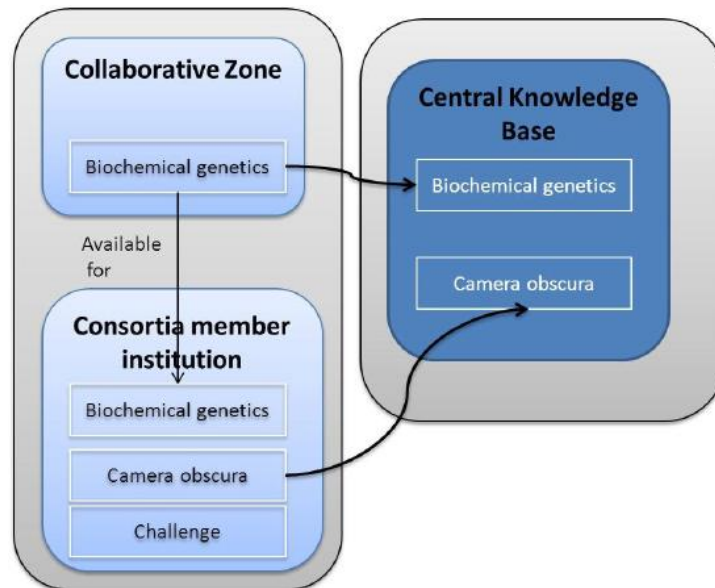 Collaborative Zone
Biochemical genetics
Available
for
Consortia member
institution
Biochemical genetics
Camera obscura
Challenge
Central Knowledge
Base
Biochemical genetics
Camera obscura